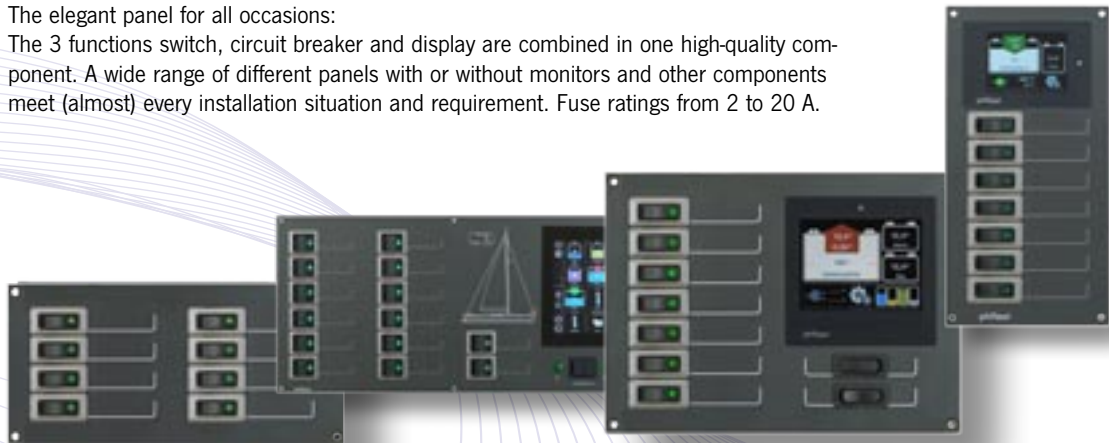 The elegant panel for all occasions:
The 3 functions switch, circuit breaker and display are combined in one high-quality com-
ponent. A wide range of different panels with or without monitors and other components
meet (almost) every installation situation and requirement. Fuse ratings from 2 to 20 A.